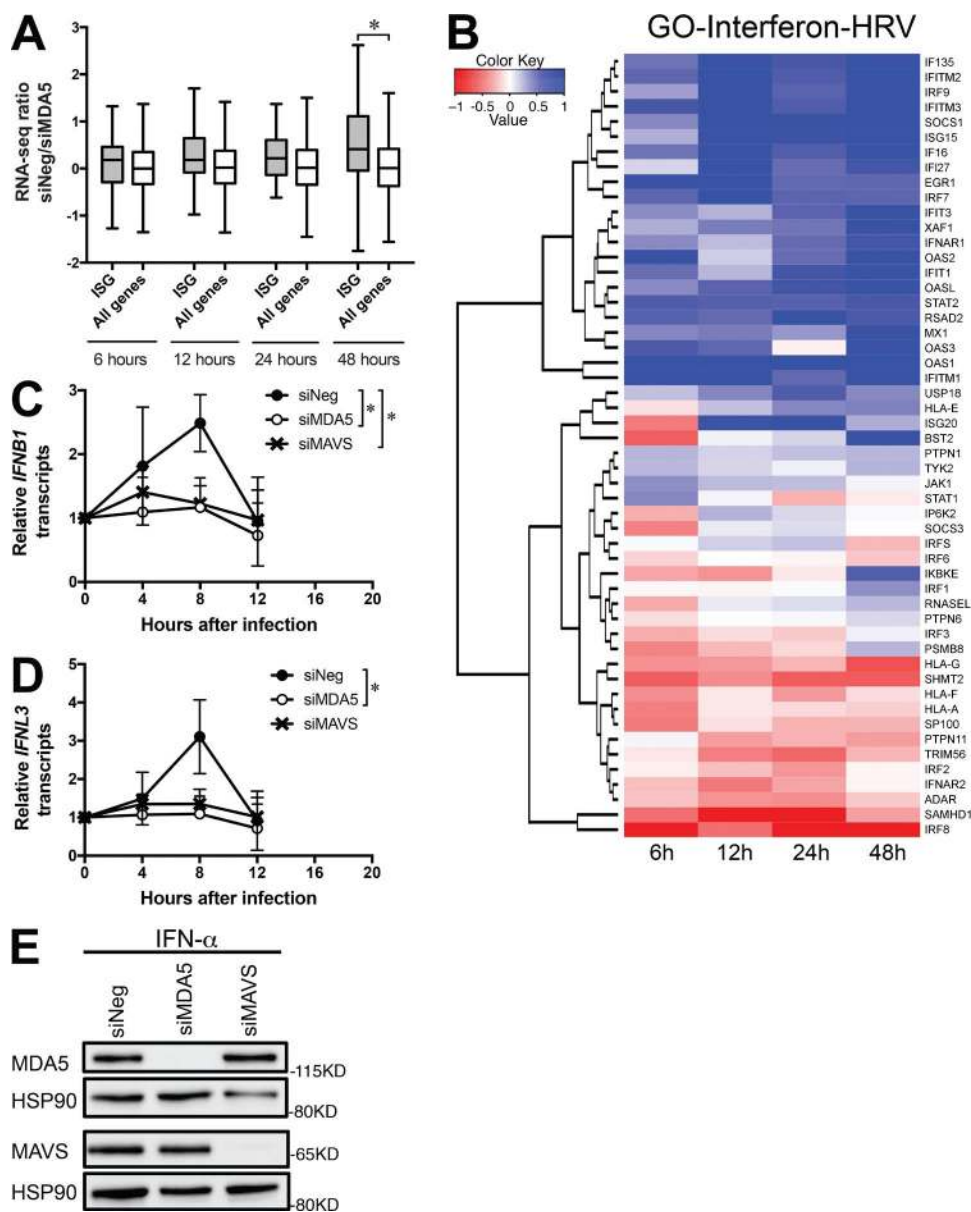 A
RNA-seq ratio
siNeg/siMDA5
3
2
1
0
-1
-2
ISG
All genes
ISG
All genes
ISG
All genes
ISG
All genes
*
6 hours
12 hours
24 hours
48 hours
B
GO-Interferon-HRV
Color Key
-1 -0.5 0 0.5 1
Value
IF135
IFITM2
IRF9
IFITM3
SOCS1
ISG15
IF16
IFI27
EGR1
IRF7
IFIT3
XAF1
IFNAR1
OAS2
IFIT1
OASL
STAT2
RSAD2
MX1
OAS3
OAS1
IFITM1
USP18
HLA-E
ISG20
BST2
PTPN1
TYK2
JAK1
STAT1
IP6K2
SOCS3
IRFS
IRF6
IKBKE
IRF1
RNASEL
PTPN6
IRF3
PSMB8
HLA-G
SHMT2
HLA-F
HLA-A
SP100
PTPN11
TRIM56
IRF2
IFNAR2
ADAR
SAMHD1
IRF8
6h 12h 24h 48h
C
Relative IFNB1
transcripts
3
2
1
0
0 4 8 12 16 20
Hours after infection
siNeg
siMDA5
siMAVS
* *
D
Relative IFNL3
transcripts
5
4
3
2
1
0
0 4 8 12 16 20
Hours after infection
siNeg
siMDA5
siMAVS
*
E
IFN-α
siNeg
siMDA5
siMAVS
MDA5
-115KD
HSP90
-80KD
MAVS
-65KD
HSP90
-80KD